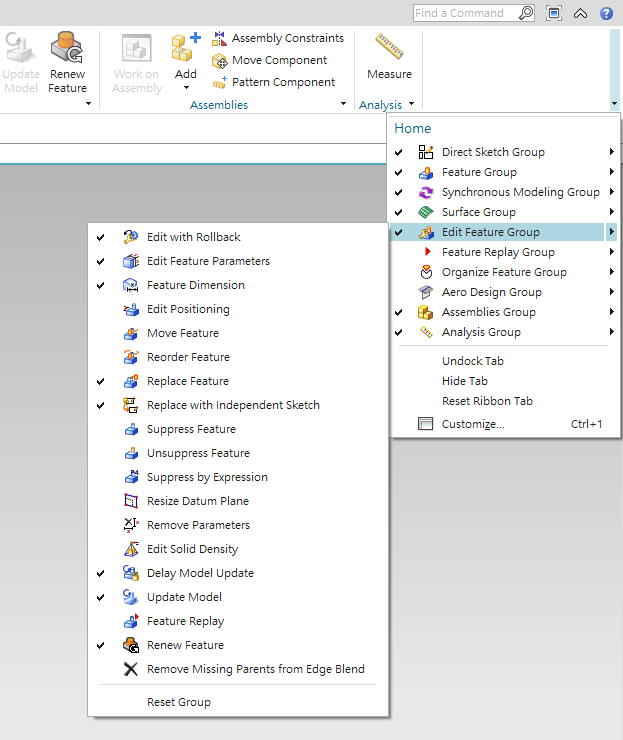 Find a Command
Update Model
Renew Feature
Work on Assembly
Add
Assembly Constraints
Move Component
Pattern Component
Assemblies
Measure
Analysis
Home
Direct Sketch Group
Feature Group
Synchronous Modeling Group
Surface Group
Edit Feature Group
Feature Replay Group
Organize Feature Group
Aero Design Group
Assemblies Group
Analysis Group
Undock Tab
Hide Tab
Reset Ribbon Tab
Customize... Ctrl+1
Edit with Rollback
Edit Feature Parameters
Feature Dimension
Edit Positioning
Move Feature
Reorder Feature
Replace Feature
Replace with Independent Sketch
Suppress Feature
Unsuppress Feature
Suppress by Expression
Resize Datum Plane
Remove Parameters
Edit Solid Density
Delay Model Update
Update Model
Feature Replay
Renew Feature
Remove Missing Parents from Edge Blend
Reset Group